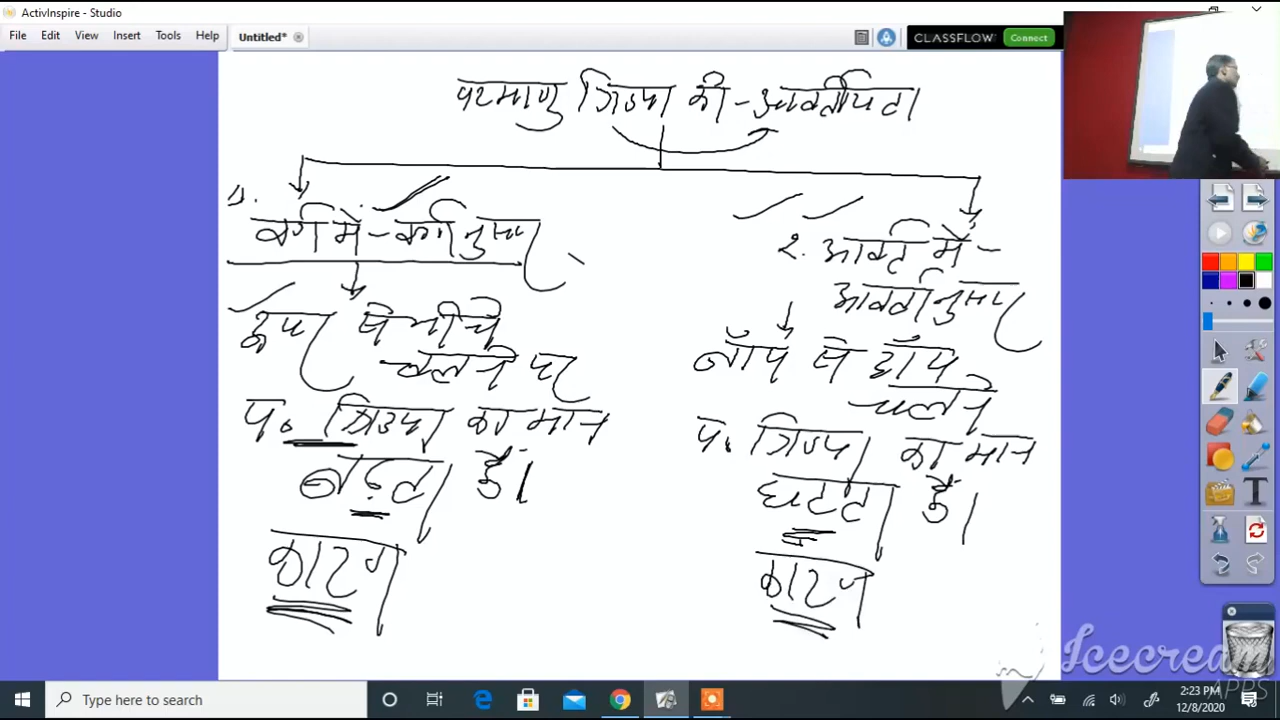 ActivInspire - Studio
File Edit View Insert Tools Help Untitled* CLASSFLOW Connect
परमाणु त्रिज्या की - आवर्तिता
1. वर्ग में - वर्गानुसार
ऊपर से नीचे
चलने पर
प. त्रिज्या का मान
बढ़ता है।
कारण
2. आवर्त में -
आवर्तानुसार
बाँये से दाँये
चलने
प. त्रिज्या का मान
घटता है।
कारण
Icecream
APPS
Type here to search
2:23 PM
12/8/2020